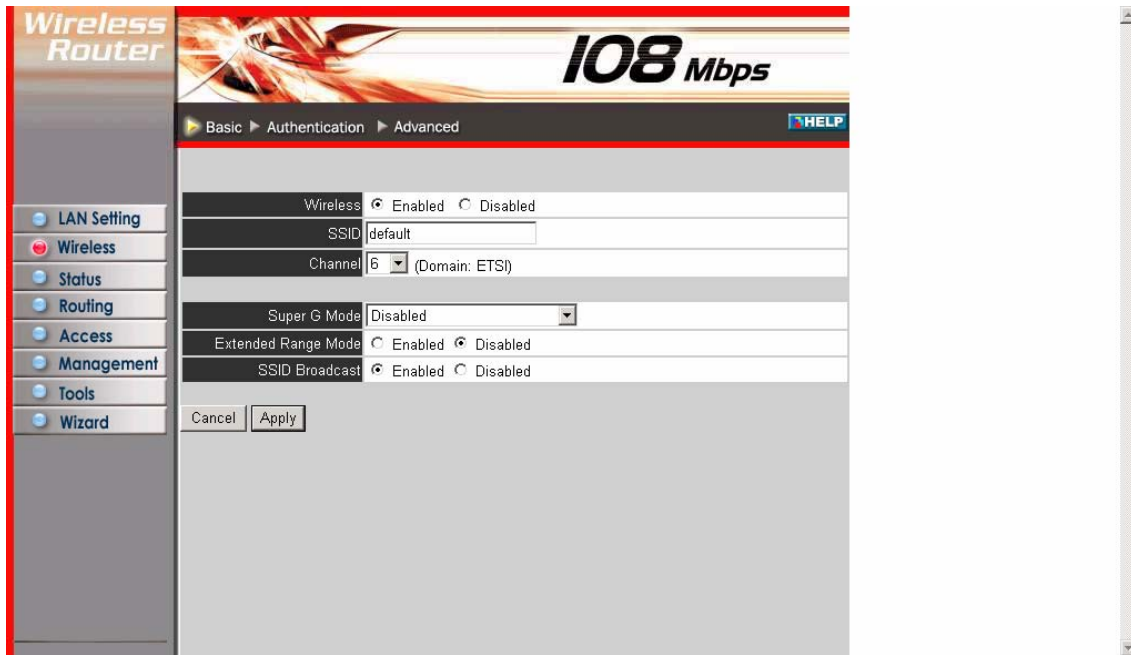 Wireless
Router
108 Mbps
Basic Authentication Advanced
HELP
LAN Setting
Wireless
Status
Routing
Access
Management
Tools
Wizard
Wireless Enabled Disabled
SSID default
Channel 6 (Domain: ETSI)
Super G Mode Disabled
Extended Range Mode Enabled Disabled
SSID Broadcast Enabled Disabled
Cancel Apply